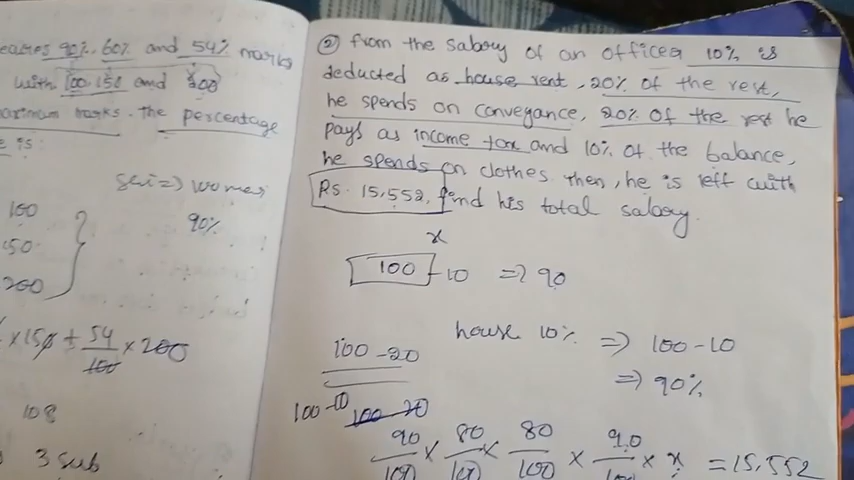 90%, 60% and 54% marks
with 100, 150 and 200
marks. The percentage
is:
100
150
200
90%
× 150 + 54/100 × 200
108
3 sub
② from the salary of an officer 10% is
deducted as house rent, 20% of the rest,
he spends on conveyance, 20% of the rest he
pays as income tax and 10% of the balance,
he spends on clothes then, he is left with
Rs. 15,552, find his total salary.
x
100 - 10 => 90
house 10% => 100-10
=> 90%
100 - 20
100-10 100-20
90/100 × 80/100 × 80/100 × 90/100 × x = 15,552